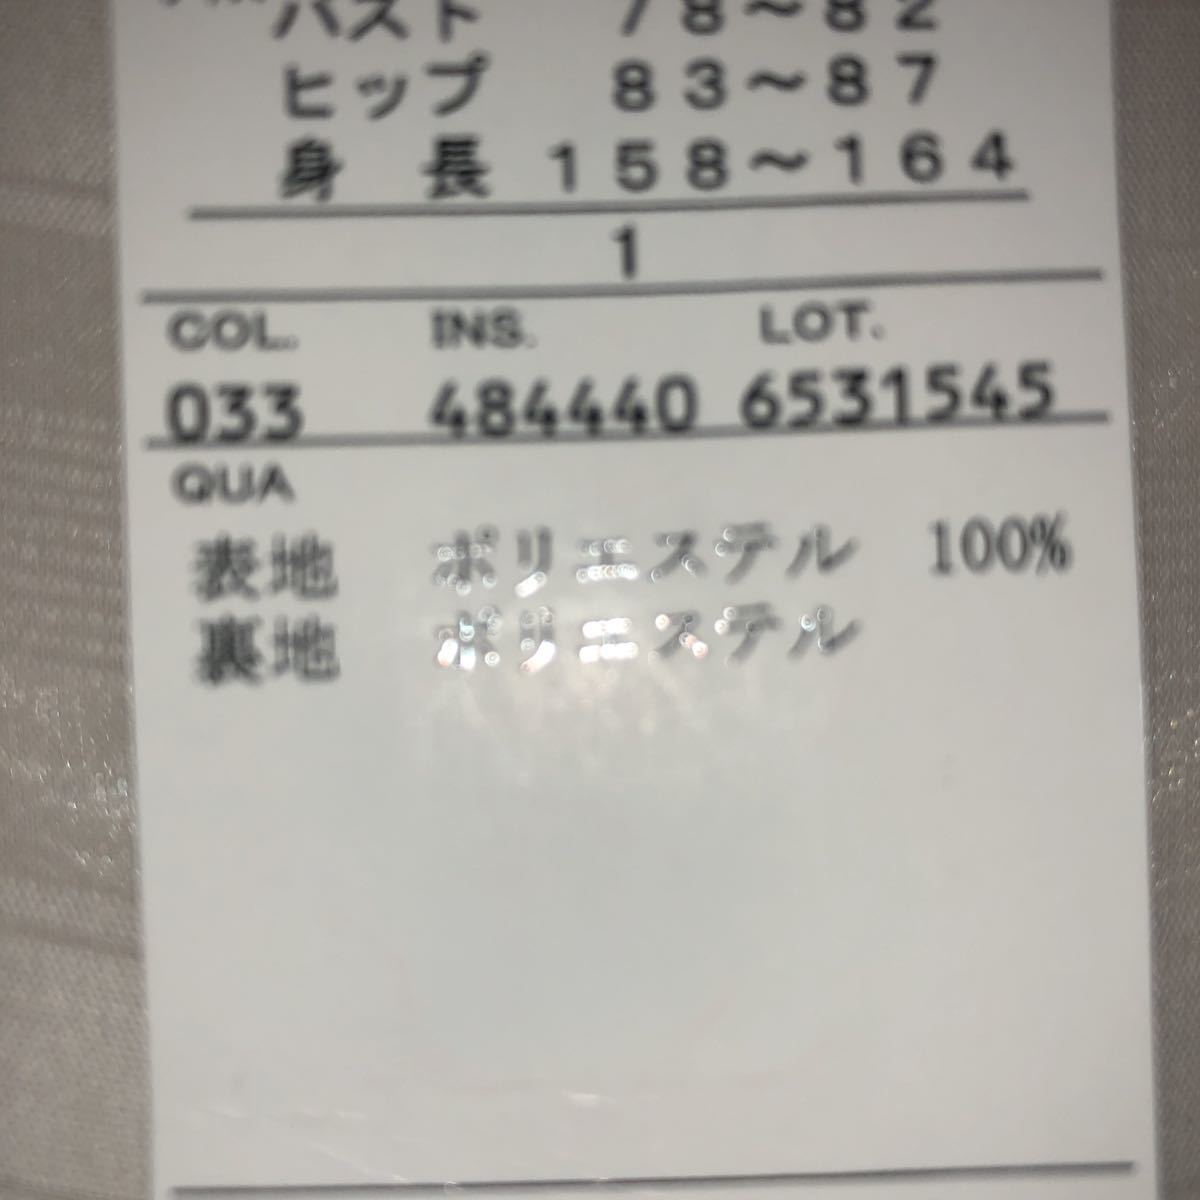 バスト 78～82
ヒップ 83～87
身 長 158～164
1
COL. INS. LOT.
033 484440 6531545
QUA
表地 ポリエステル 100%
裏地 ポリエステル